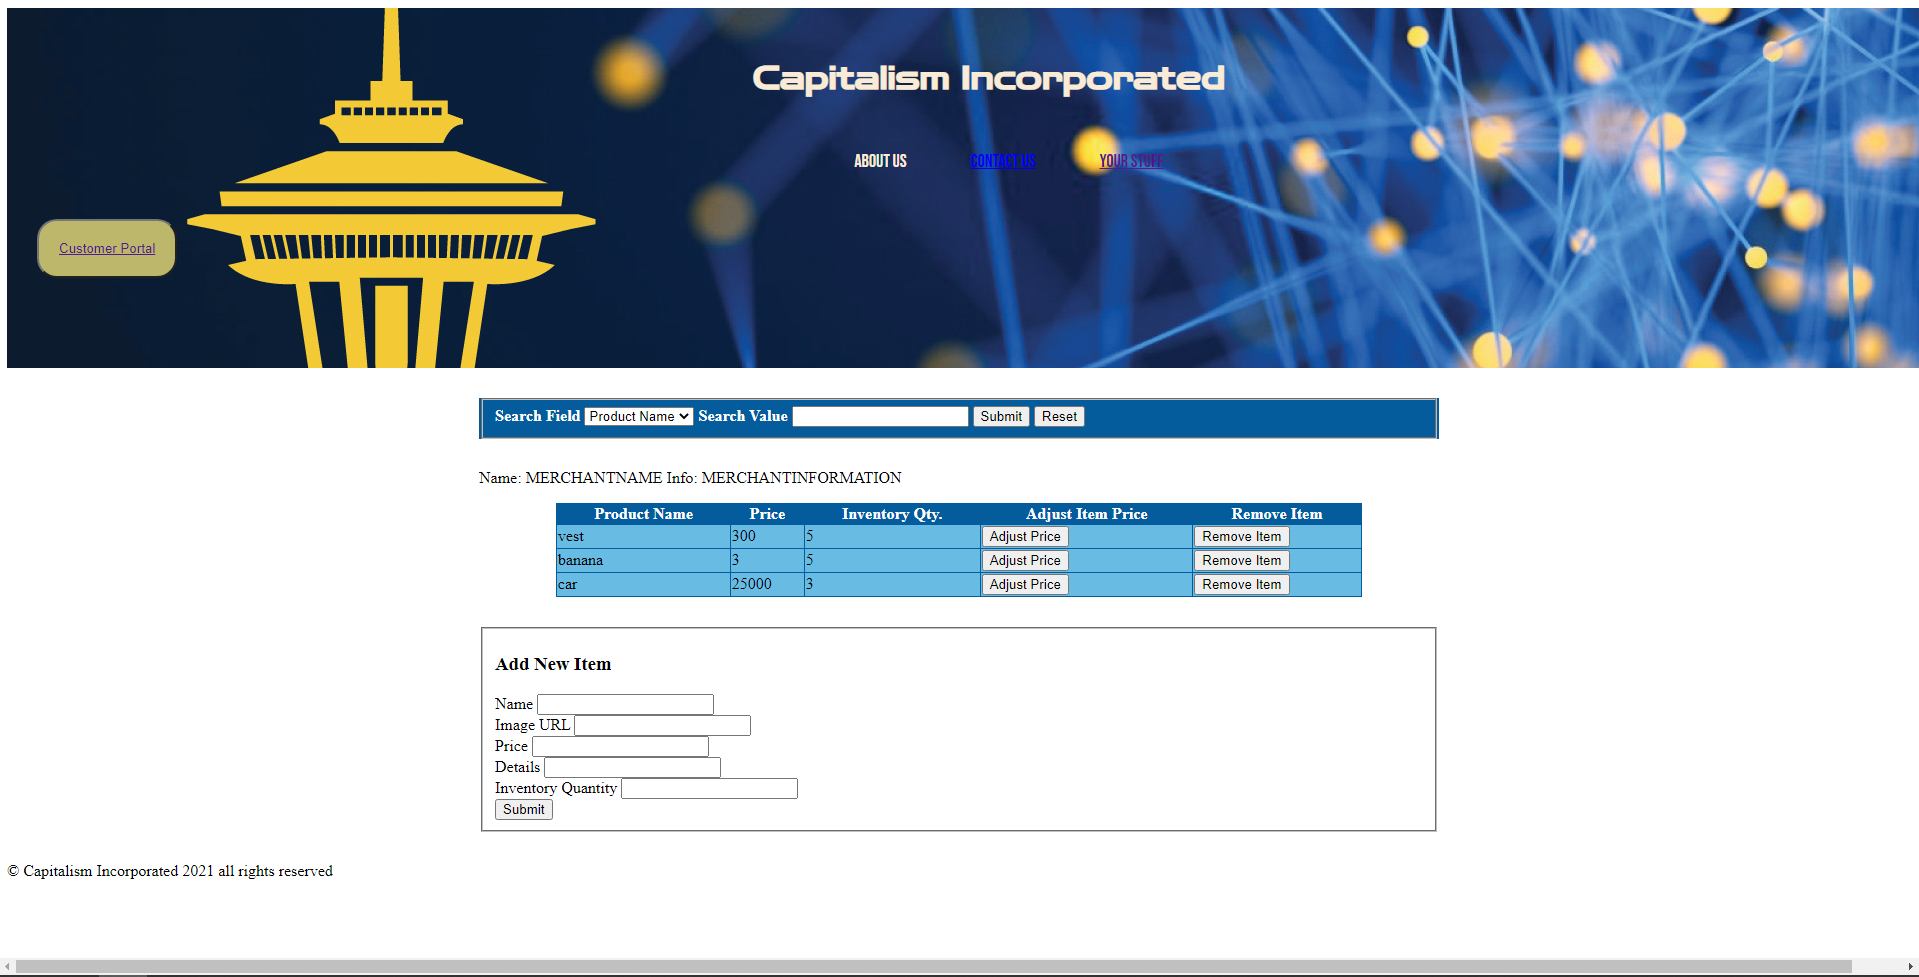 Capitalism Incorporated
ABOUT US CONTACT US YOUR STUFF
Customer Portal
Search Field Product Name Search Value Submit Reset
Name: MERCHANTNAME Info: MERCHANTINFORMATION
Product Name Price Inventory Qty. Adjust Item Price Remove Item
vest 300 5 Adjust Price Remove Item
banana 3 5 Adjust Price Remove Item
car 25000 3 Adjust Price Remove Item
Add New Item
Name
Image URL
Price
Details
Inventory Quantity
Submit
© Capitalism Incorporated 2021 all rights reserved